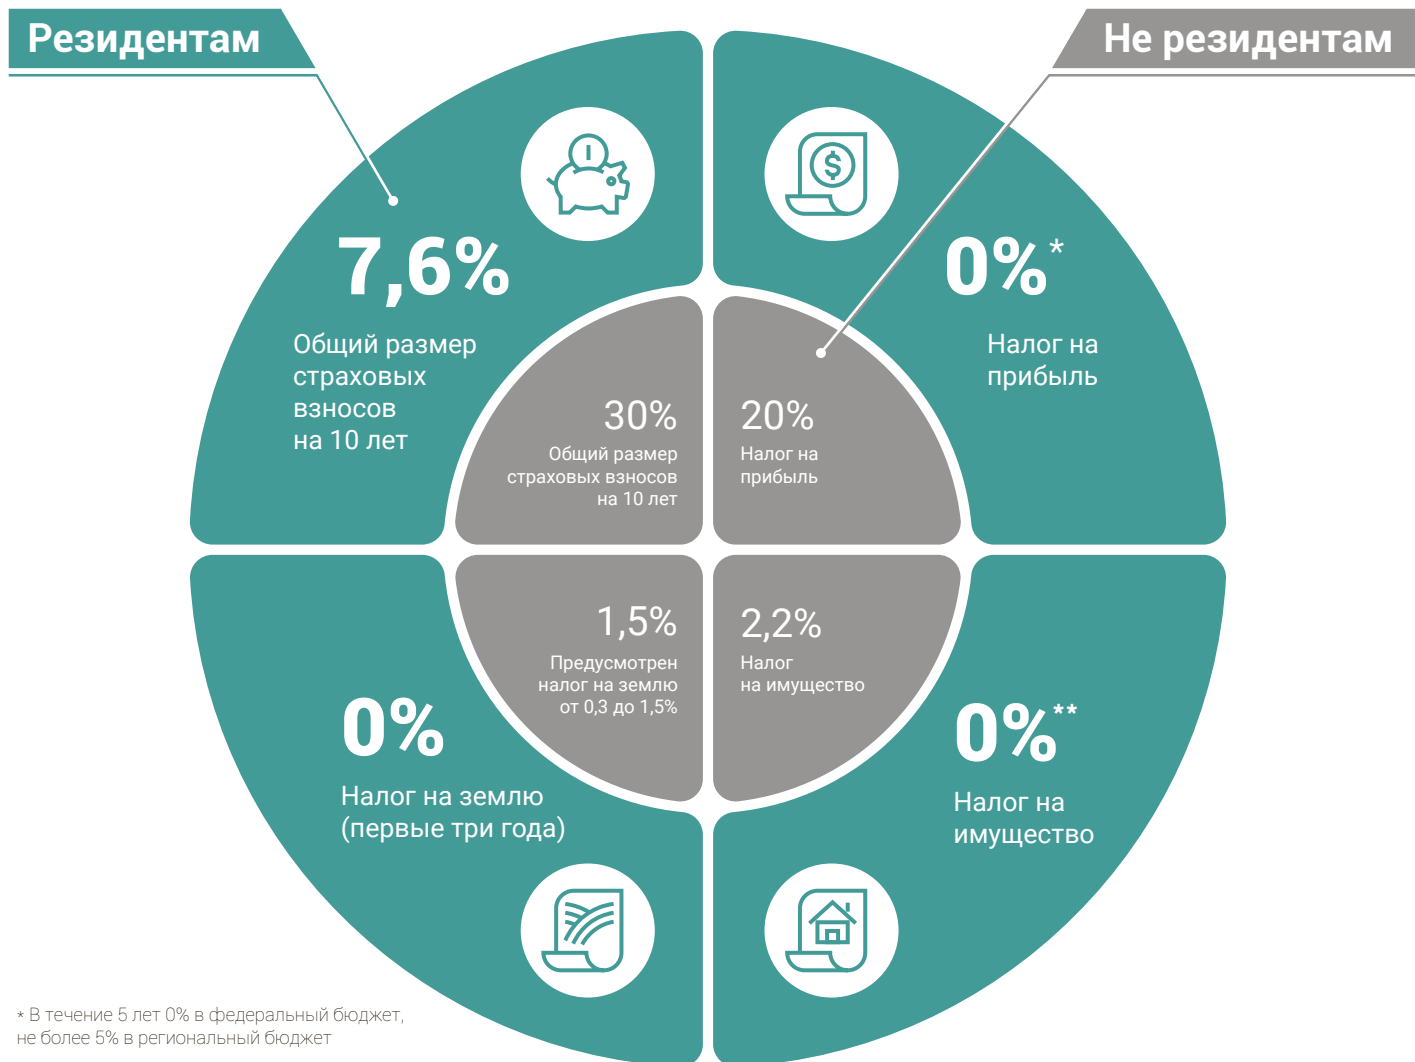 Резидентам
Не резидентам
7,6%
Общий размер
страховых
взносов
на 10 лет
0%*
Налог на
прибыль
30%
Общий размер
страховых взносов
на 10 лет
20%
Налог на
прибыль
1,5%
Предусмотрен
налог на землю
от 0,3 до 1,5%
2,2%
Налог
на имущество
0%
Налог на землю
(первые три года)
0%**
Налог на
имущество
* В течение 5 лет 0% в федеральный бюджет,
не более 5% в региональный бюджет